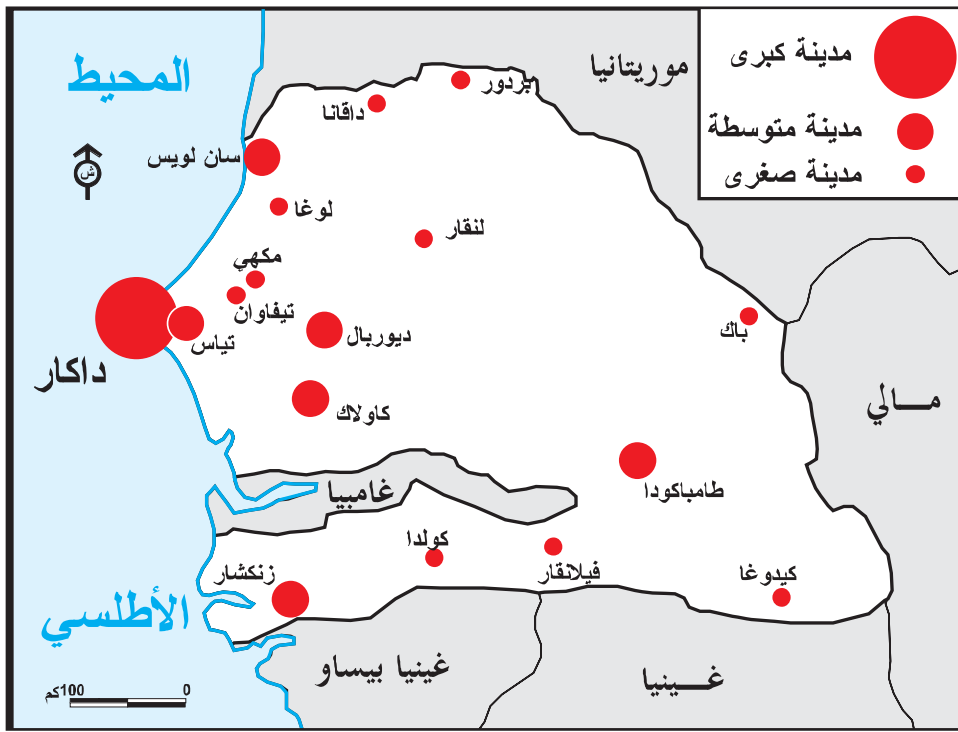 مدينة كبرى
مدينة متوسطة
مدينة صغرى
موريتانيا
المحيط
ش
بردور
داقانا
سان لويس
لوغا
لنقار
مكهي
تيفاوان
باك
ديوربال
تياس
داكار
مـــالي
كاولاك
طامباكودا
غامبيا
كولدا
فيلانقار
كيدوغا
زنكشار
الأطلسي
غينيا بيساو
غـــينيا
100كم
0